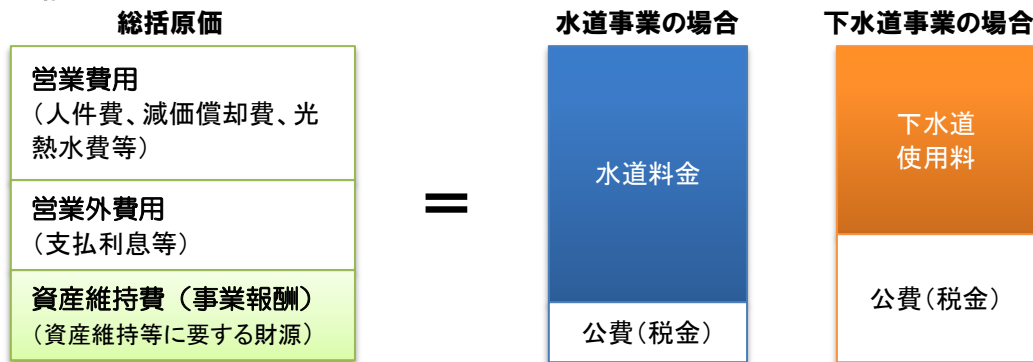 総括原価
営業費用
（人件費、減価償却費、光
熱水費等）
営業外費用
（支払利息等）
資産維持費（事業報酬）
（資産維持等に要する財源）
＝
水道事業の場合
水道料金
公費（税金）
下水道事業の場合
下水道
使用料
公費（税金）